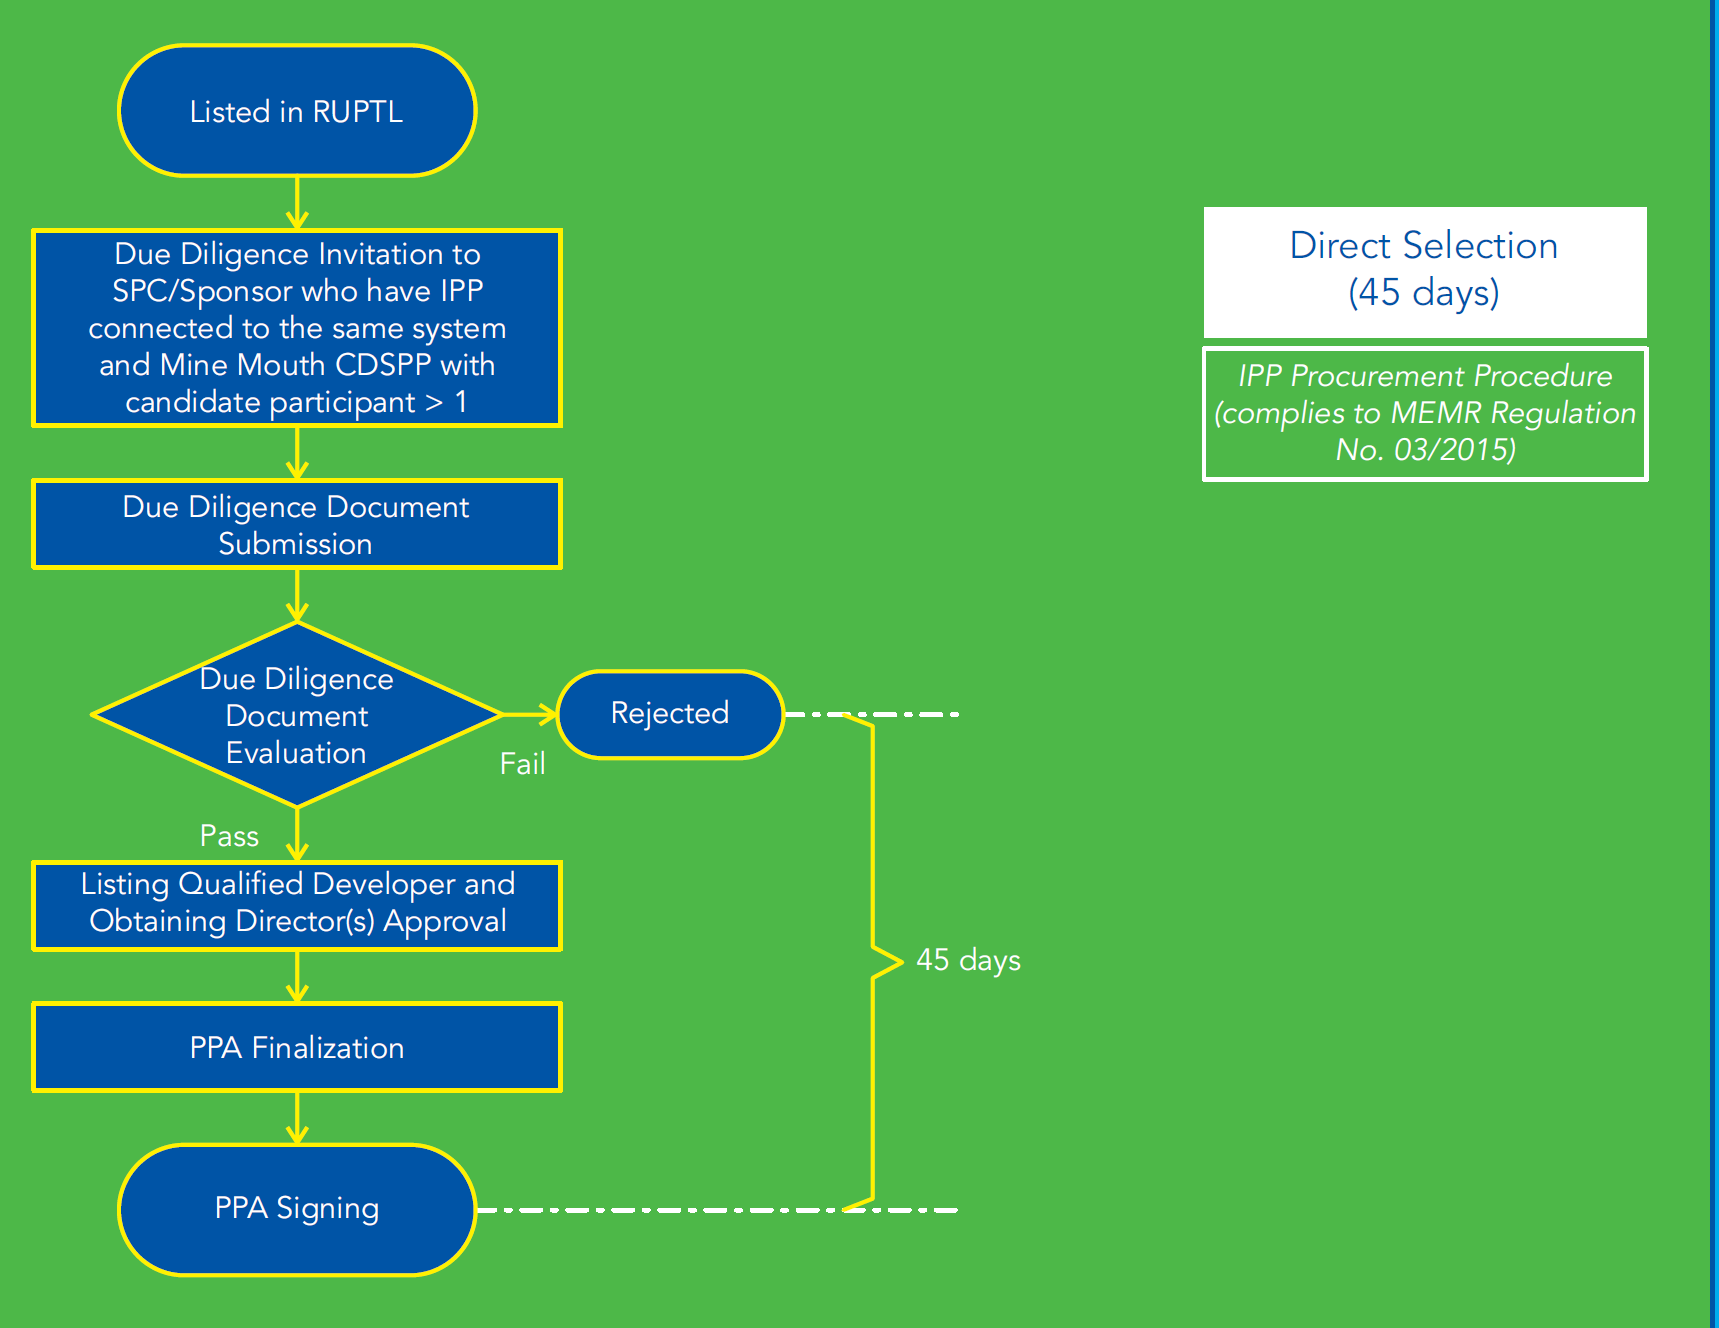 Listed in RUPTL
Due Diligence Invitation to
SPC/Sponsor who have IPP
connected to the same system
and Mine Mouth CDSPP with
candidate participant > 1
Due Diligence Document
Submission
Due Diligence
Document
Evaluation
Fail
Rejected
Pass
Listing Qualified Developer and
Obtaining Director(s) Approval
PPA Finalization
PPA Signing
45 days
Direct Selection
(45 days)
IPP Procurement Procedure
(complies to MEMR Regulation
No. 03/2015)